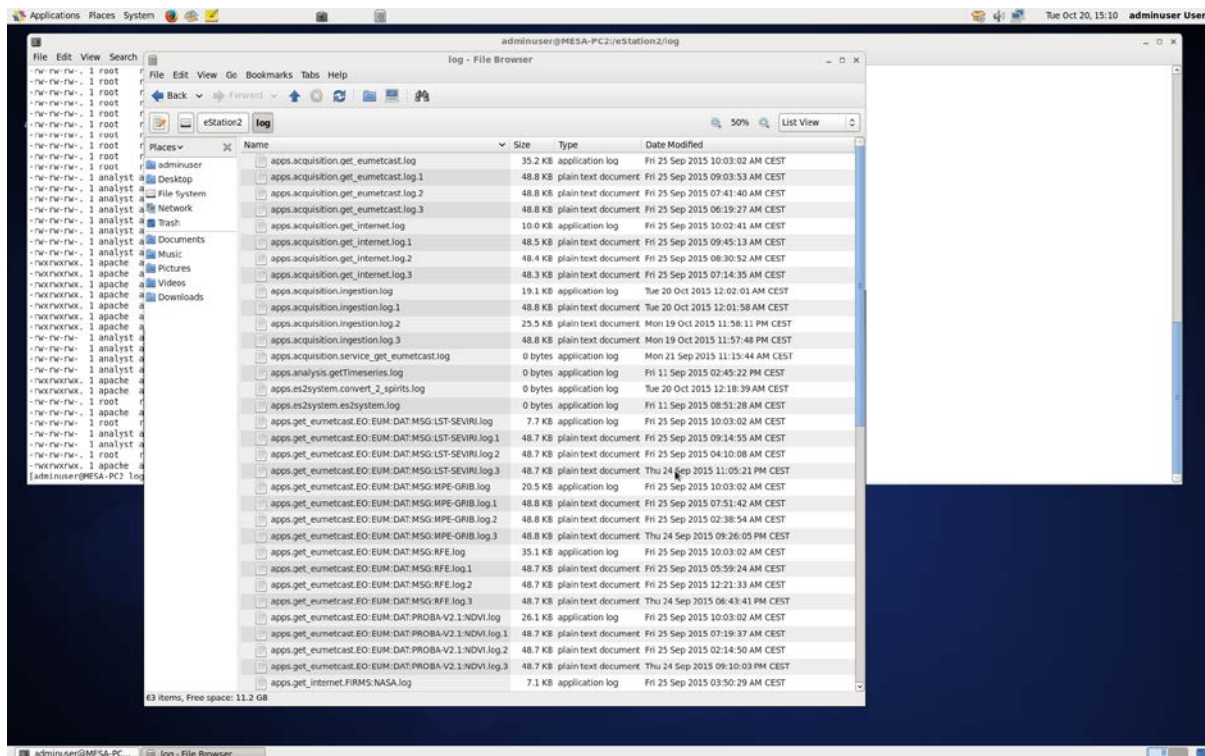 Applications Places System Tue Oct 20, 15:10 adminuser User
adminuser@MESA-PC2:/eStation2/log
File Edit View Search
log - File Browser
File Edit View Go Bookmarks Tabs Help
Back Forward
eStation2 log 50% List View
Places Name Size Type Date Modified
adminuser
Desktop
File System
Network
Trash
Documents
Music
Pictures
Videos
Downloads
apps.acquisition.get_eumetcast.log 35.2 KB application log Fri 25 Sep 2015 10:03:02 AM CEST
apps.acquisition.get_eumetcast.log.1 48.8 KB plain text document Fri 25 Sep 2015 09:03:53 AM CEST
apps.acquisition.get_eumetcast.log.2 48.8 KB plain text document Fri 25 Sep 2015 07:41:40 AM CEST
apps.acquisition.get_eumetcast.log.3 48.8 KB plain text document Fri 25 Sep 2015 06:19:27 AM CEST
apps.acquisition.get_internet.log 10.0 KB application log Fri 25 Sep 2015 10:02:41 AM CEST
apps.acquisition.get_internet.log.1 48.5 KB plain text document Fri 25 Sep 2015 09:45:13 AM CEST
apps.acquisition.get_internet.log.2 48.4 KB plain text document Fri 25 Sep 2015 08:30:52 AM CEST
apps.acquisition.get_internet.log.3 48.3 KB plain text document Fri 25 Sep 2015 07:14:35 AM CEST
apps.acquisition.ingestion.log 19.1 KB application log Tue 20 Oct 2015 12:02:01 AM CEST
apps.acquisition.ingestion.log.1 48.8 KB plain text document Tue 20 Oct 2015 12:01:58 AM CEST
apps.acquisition.ingestion.log.2 25.5 KB plain text document Mon 19 Oct 2015 11:58:11 PM CEST
apps.acquisition.ingestion.log.3 48.8 KB plain text document Mon 19 Oct 2015 11:57:48 PM CEST
apps.acquisition.service_get_eumetcast.log 0 bytes application log Mon 21 Sep 2015 11:15:44 AM CEST
apps.analysis.getTimeseries.log 0 bytes application log Fri 11 Sep 2015 02:45:22 PM CEST
apps.es2system.convert_2_spirits.log 0 bytes application log Tue 20 Oct 2015 12:18:39 AM CEST
apps.es2system.es2system.log 0 bytes application log Fri 11 Sep 2015 08:51:28 AM CEST
apps.get_eumetcast.EO:EUM:DAT:MSG:LST-SEVIRI.log 7.7 KB application log Fri 25 Sep 2015 10:03:02 AM CEST
apps.get_eumetcast.EO:EUM:DAT:MSG:LST-SEVIRI.log.1 48.7 KB plain text document Fri 25 Sep 2015 09:14:55 AM CEST
apps.get_eumetcast.EO:EUM:DAT:MSG:LST-SEVIRI.log.2 48.7 KB plain text document Fri 25 Sep 2015 04:10:08 AM CEST
apps.get_eumetcast.EO:EUM:DAT:MSG:LST-SEVIRI.log.3 48.7 KB plain text document Thu 24 Sep 2015 11:05:21 PM CEST
apps.get_eumetcast.EO:EUM:DAT:MSG:MPE-GRIB.log 20.5 KB application log Fri 25 Sep 2015 10:03:02 AM CEST
apps.get_eumetcast.EO:EUM:DAT:MSG:MPE-GRIB.log.1 48.8 KB plain text document Fri 25 Sep 2015 07:51:42 AM CEST
apps.get_eumetcast.EO:EUM:DAT:MSG:MPE-GRIB.log.2 48.8 KB plain text document Fri 25 Sep 2015 02:38:54 AM CEST
apps.get_eumetcast.EO:EUM:DAT:MSG:MPE-GRIB.log.3 48.8 KB plain text document Thu 24 Sep 2015 09:26:05 PM CEST
apps.get_eumetcast.EO:EUM:DAT:MSG:RFE.log 35.1 KB application log Fri 25 Sep 2015 10:03:02 AM CEST
apps.get_eumetcast.EO:EUM:DAT:MSG:RFE.log.1 48.7 KB plain text document Fri 25 Sep 2015 05:59:24 AM CEST
apps.get_eumetcast.EO:EUM:DAT:MSG:RFE.log.2 48.7 KB plain text document Fri 25 Sep 2015 12:21:33 AM CEST
apps.get_eumetcast.EO:EUM:DAT:MSG:RFE.log.3 48.7 KB plain text document Thu 24 Sep 2015 06:43:41 PM CEST
apps.get_eumetcast.EO:EUM:DAT:PROBA-V2.1:NDVI.log 26.1 KB application log Fri 25 Sep 2015 10:03:02 AM CEST
apps.get_eumetcast.EO:EUM:DAT:PROBA-V2.1:NDVI.log.1 48.7 KB plain text document Fri 25 Sep 2015 07:19:37 AM CEST
apps.get_eumetcast.EO:EUM:DAT:PROBA-V2.1:NDVI.log.2 48.7 KB plain text document Fri 25 Sep 2015 02:14:50 AM CEST
apps.get_eumetcast.EO:EUM:DAT:PROBA-V2.1:NDVI.log.3 48.7 KB plain text document Thu 24 Sep 2015 09:10:03 PM CEST
apps.get_internet.FIRMS:NASA.log 7.1 KB application log Fri 25 Sep 2015 03:50:29 AM CEST
63 items, Free space: 11.2 GB
[adminuser@MESA-PC2 log
adminuser@MESA-PC... log - File Browser